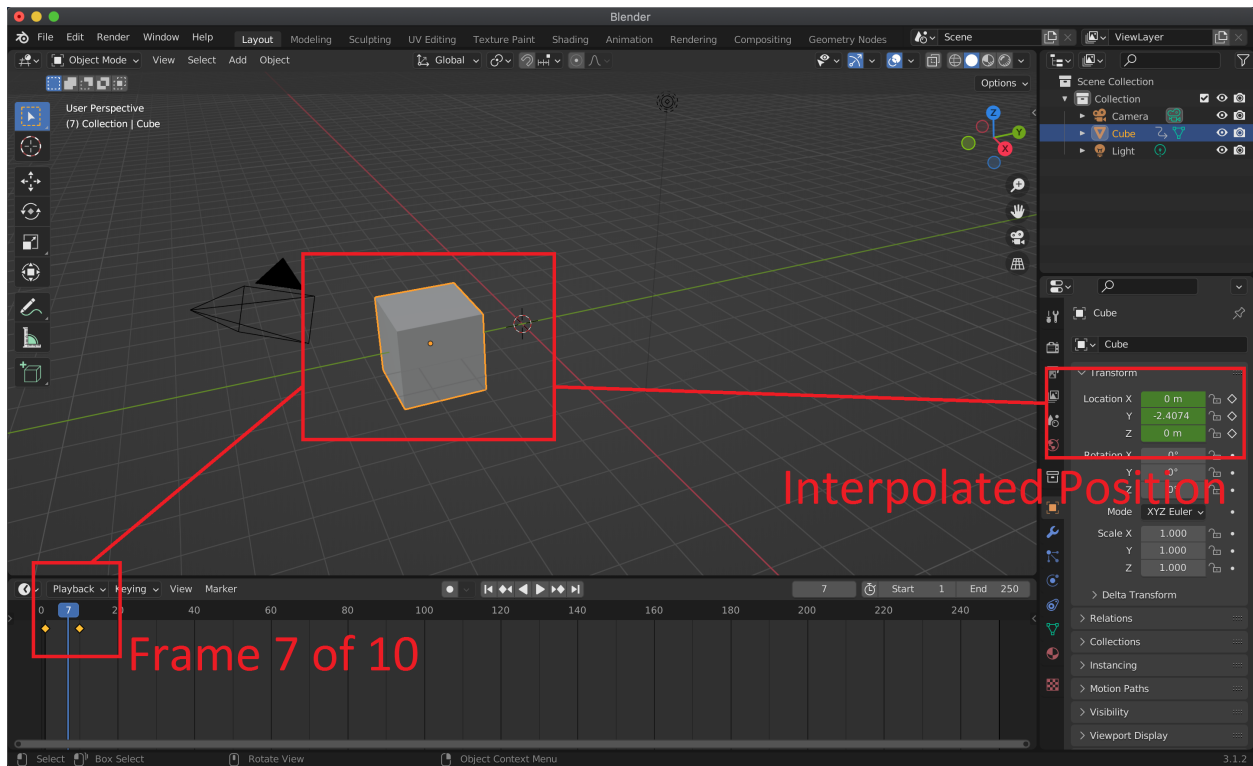 Blender
File Edit Render Window Help Layout Modeling Sculpting UV Editing Texture Paint Shading Animation Rendering Compositing Geometry Nodes Scene ViewLayer
Object Mode View Select Add Object Global
Options
User Perspective
(7) Collection | Cube
Z
Y
X
Scene Collection
Collection
Camera
Cube
Light
Cube
Cube
Transform
Location X 0 m
Y -2.4074
Z 0 m
Rotation X 0°
Y 0°
Z 0°
Interpolated Position
Mode XYZ Euler
Scale X 1.000
Y 1.000
Z 1.000
Delta Transform
Relations
Collections
Instancing
Motion Paths
Visibility
Viewport Display
Playback Keying View Marker 7 Start 1 End 250
0 7 20 40 60 80 100 120 140 160 180 200 220 240
Frame 7 of 10
Select Box Select Rotate View Object Context Menu 3.1.2